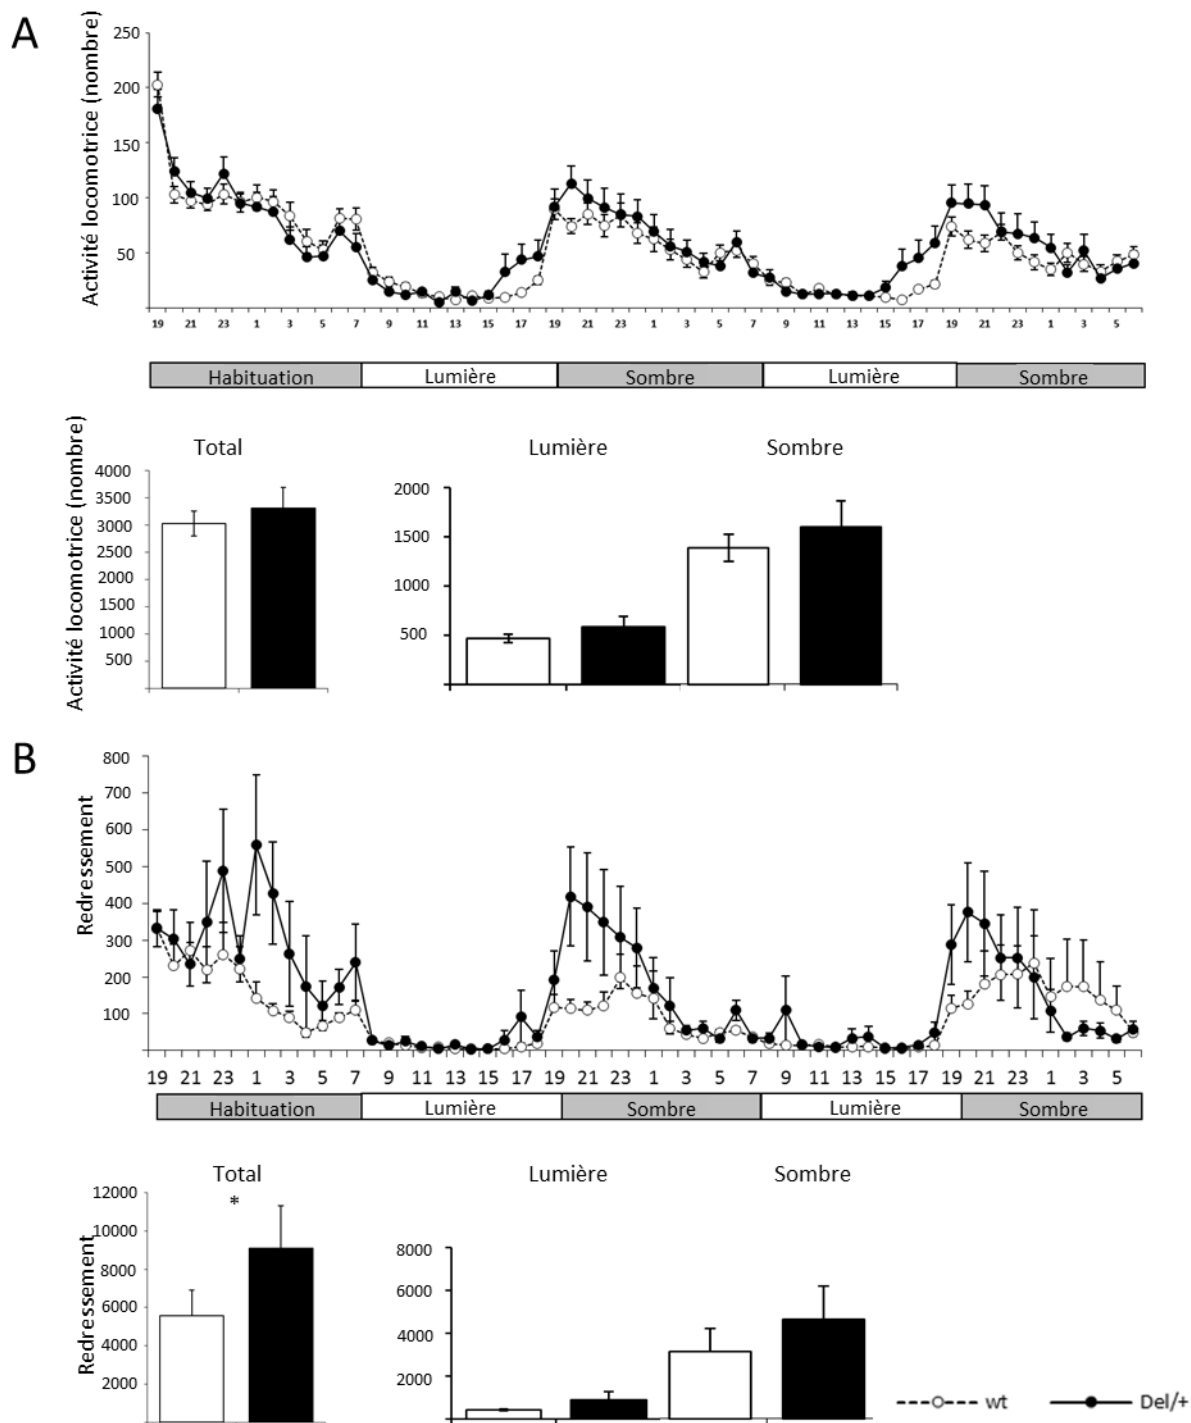 A
Activité locomotrice (nombre)
250
200
150
100
50
19 21 23 1 3 5 7 9 11 13 15 17 19 21 23 1 3 5 7 9 11 13 15 17 19 21 23 1 3 5
Habituation Lumière Sombre Lumière Sombre
Total Lumière Sombre
Activité locomotrice (nombre)
4000
3500
3000
2500
2000
1500
1000
500
2000
1500
1000
500
B
Redressement
800
700
600
500
400
300
200
100
19 21 23 1 3 5 7 9 11 13 15 17 19 21 23 1 3 5 7 9 11 13 15 17 19 21 23 1 3 5
Habituation Lumière Sombre Lumière Sombre
Total Lumière Sombre
Redressement
12000
10000
8000
6000
4000
2000
*
8000
6000
4000
2000
wt Del/+